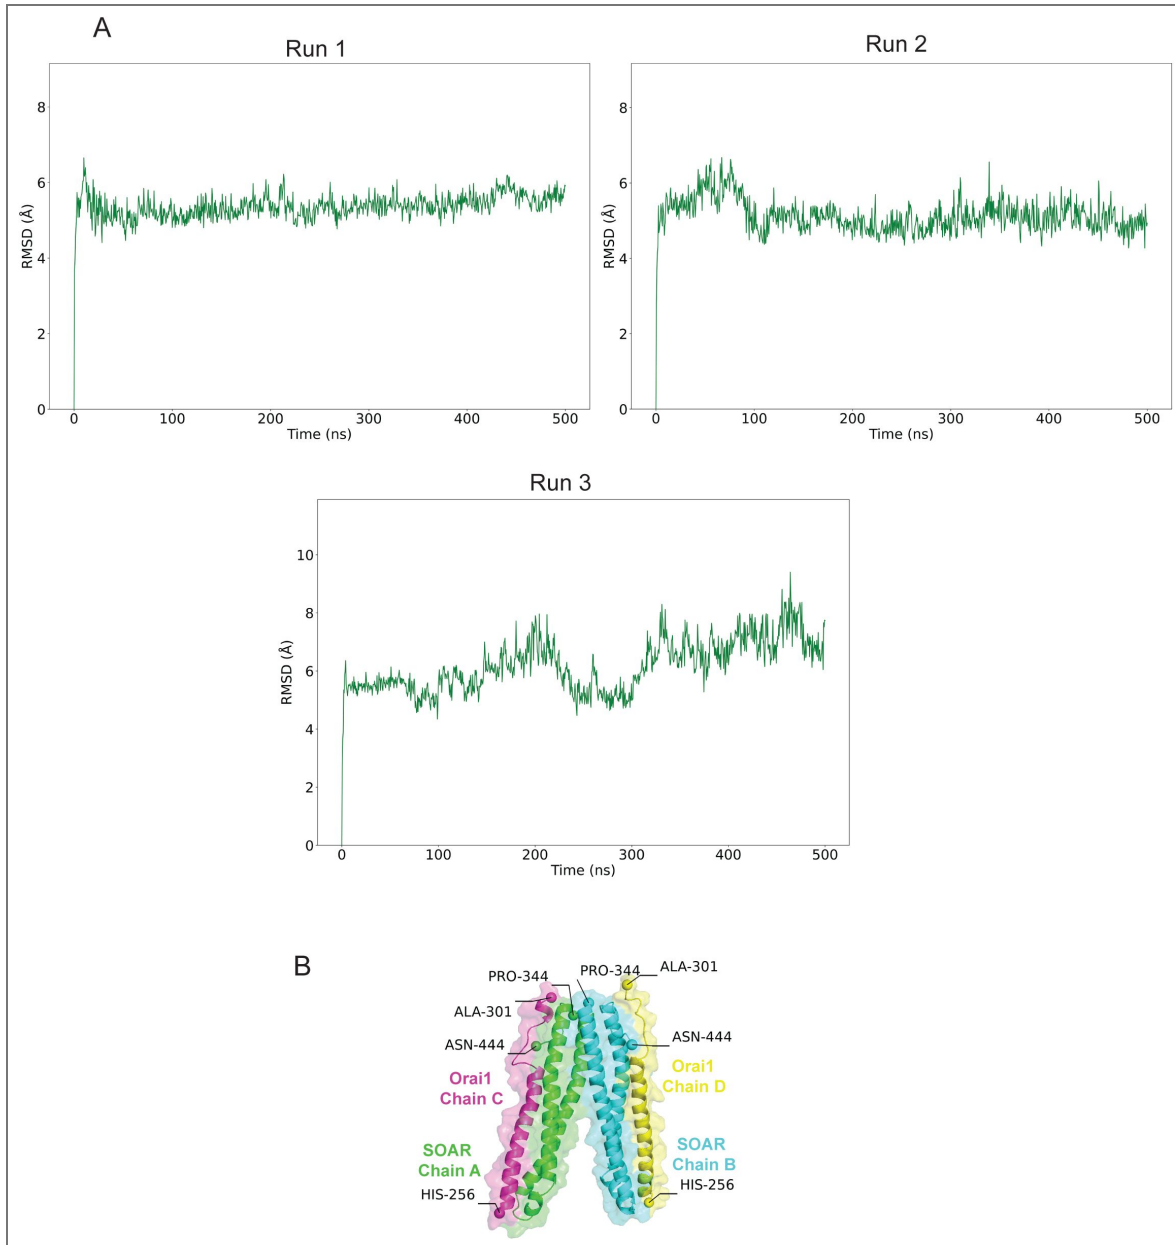 A
Run 1
8
6
4
2
0
RMSD (Å)
0 100 200 300 400 500
Time (ns)
Run 2
8
6
4
2
0
RMSD (Å)
0 100 200 300 400 500
Time (ns)
Run 3
10
8
6
4
2
0
RMSD (Å)
0 100 200 300 400 500
Time (ns)
B
PRO-344
PRO-344
ALA-301
ALA-301
ASN-444
ASN-444
Orai1
Chain C
Orai1
Chain D
SOAR
Chain A
SOAR
Chain B
HIS-256
HIS-256